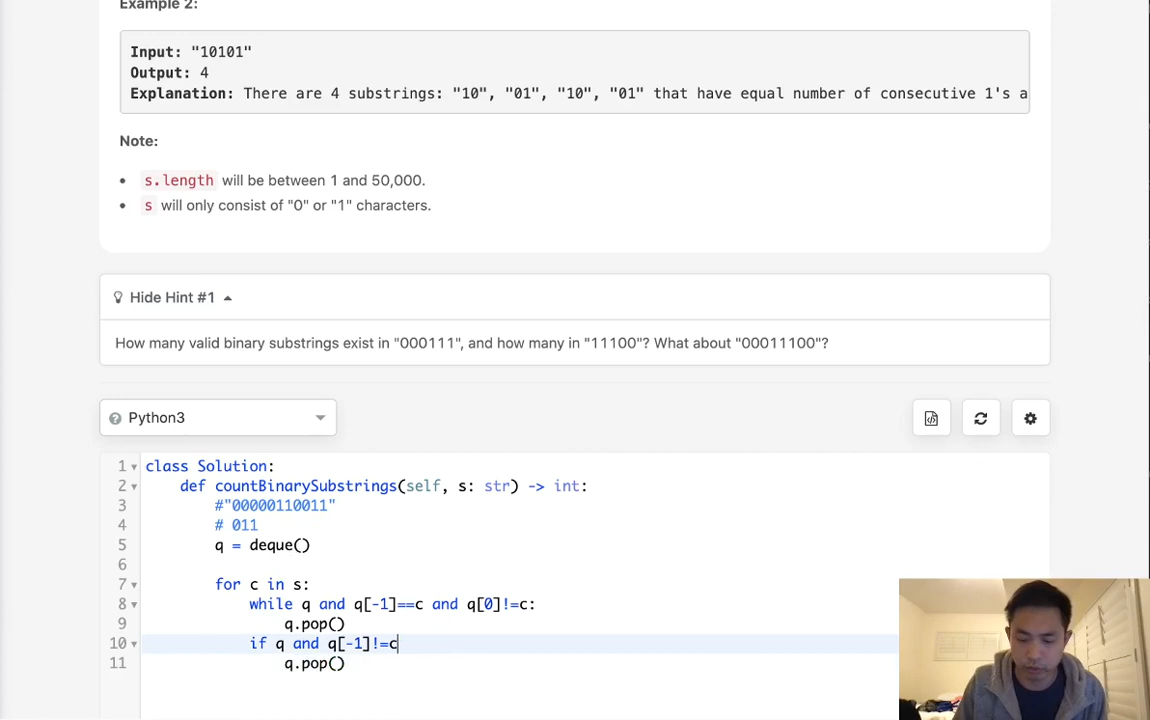 Example 2:
Input: "10101"
Output: 4
Explanation: There are 4 substrings: "10", "01", "10", "01" that have equal number of consecutive 1's a
Note:
• s.length will be between 1 and 50,000.
• s will only consist of "0" or "1" characters.
Hide Hint #1
How many valid binary substrings exist in "000111", and how many in "11100"? What about "00011100"?
Python3
1 class Solution:
2 def countBinarySubstrings(self, s: str) -> int:
3 #"00000110011"
4 # 011
5 q = deque()
6
7 for c in s:
8 while q and q[-1]==c and q[0]!=c:
9 q.pop()
10 if q and q[-1]!=c
11 q.pop()